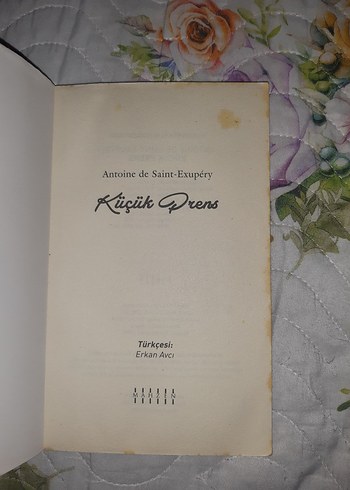 Antoine de Saint-Exupéry
Küçük Prens
Türkçesi:
Erkan Avcı